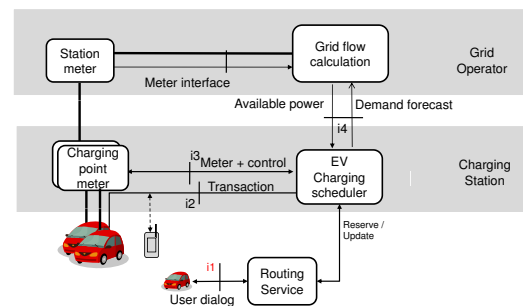 Station
meter
Grid flow
calculation
Grid
Operator
Meter interface
Available power
Demand forecast
i4
i3
Meter + control
Charging
point
meter
EV
Charging
scheduler
Charging
Station
Transaction
i2
Reserve /
Update
i1
User dialog
Routing
Service